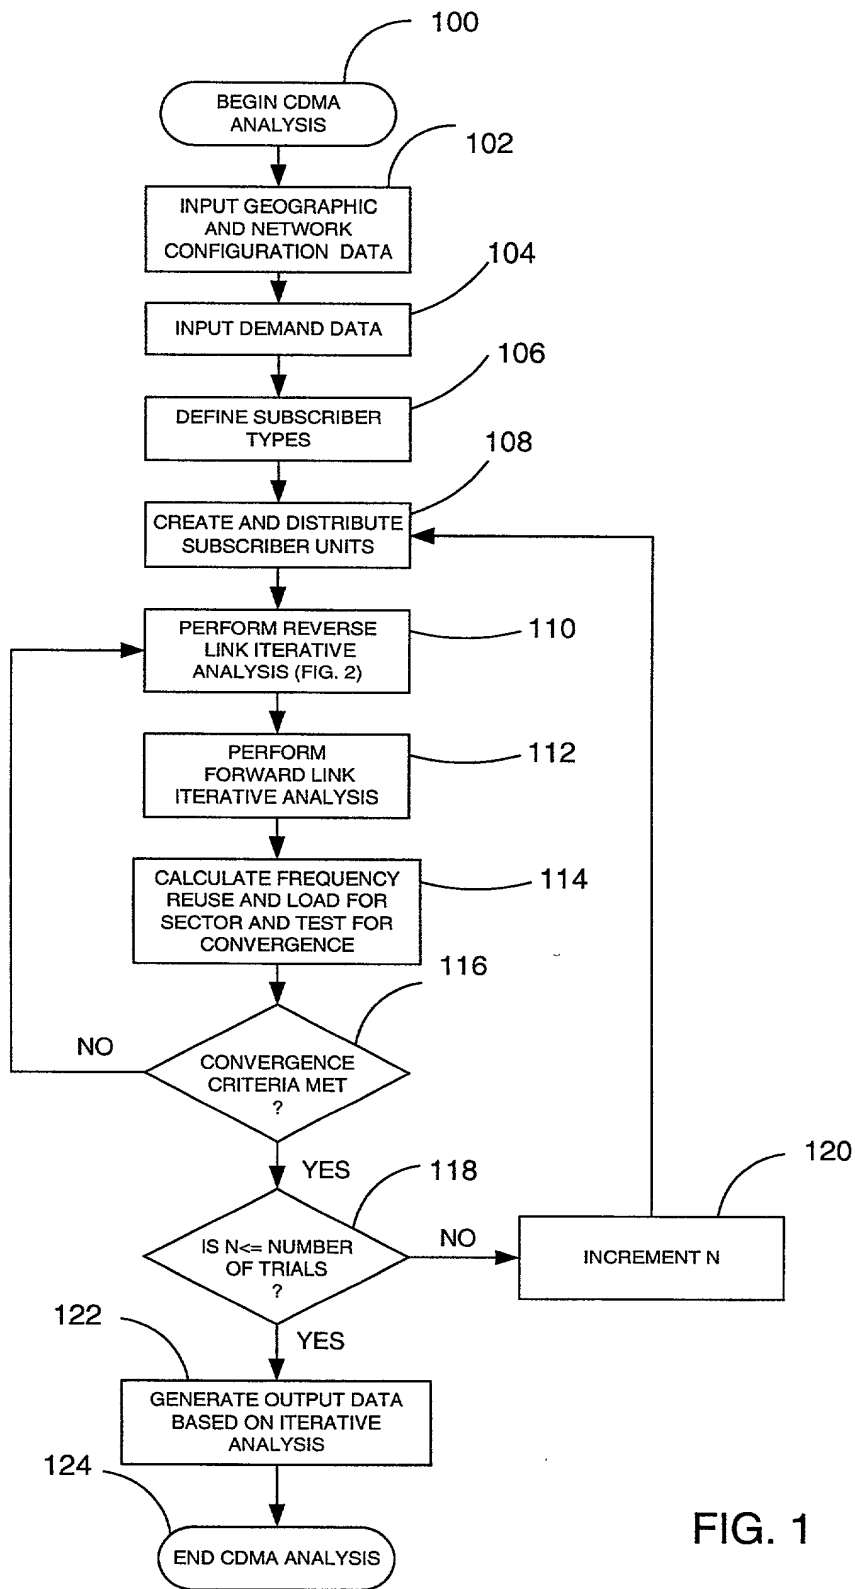 100
BEGIN CDMA
ANALYSIS
102
INPUT GEOGRAPHIC
AND NETWORK
CONFIGURATION DATA
104
INPUT DEMAND DATA
106
DEFINE SUBSCRIBER
TYPES
108
CREATE AND DISTRIBUTE
SUBSCRIBER UNITS
PERFORM REVERSE
LINK ITERATIVE
ANALYSIS (FIG. 2)
110
PERFORM
FORWARD LINK
ITERATIVE ANALYSIS
112
CALCULATE FREQUENCY
REUSE AND LOAD FOR
SECTOR AND TEST FOR
CONVERGENCE
114
116
NO
CONVERGENCE
CRITERIA MET
?
YES
118
120
IS N<= NUMBER
OF TRIALS
?
NO
INCREMENT N
122
YES
GENERATE OUTPUT DATA
BASED ON ITERATIVE
ANALYSIS
124
END CDMA ANALYSIS
FIG. 1